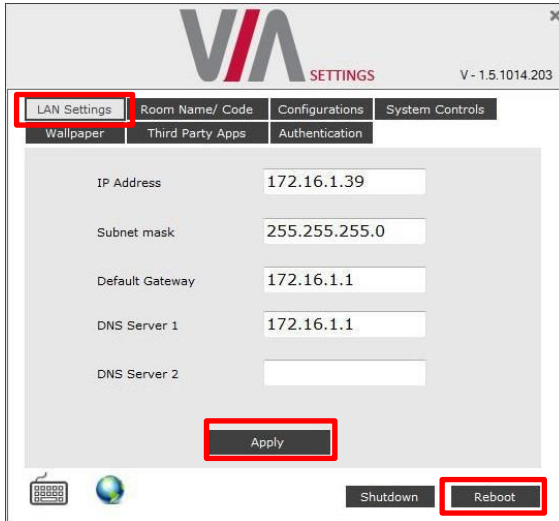 VIA SETTINGS
V - 1.5.1014.203
LAN Settings Room Name/ Code Configurations System Controls
Wallpaper Third Party Apps Authentication
IP Address 172.16.1.39
Subnet mask 255.255.255.0
Default Gateway 172.16.1.1
DNS Server 1 172.16.1.1
DNS Server 2
Apply
Shutdown Reboot